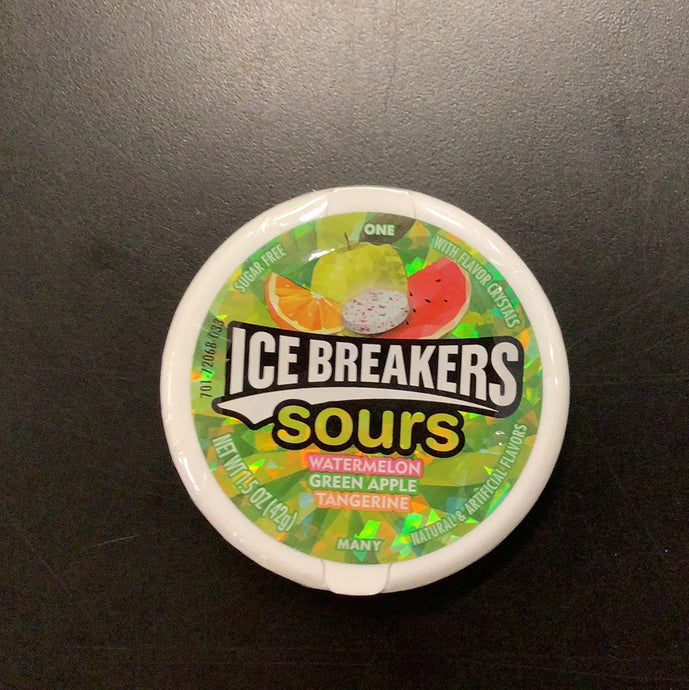 ONE
SUGAR FREE
WITH FLAVOR CRYSTALS
ICE BREAKERS
sours
WATERMELON
GREEN APPLE
TANGERINE
NET WT 1.5 OZ (42g)
NATURAL & ARTIFICIAL FLAVORS
MANY